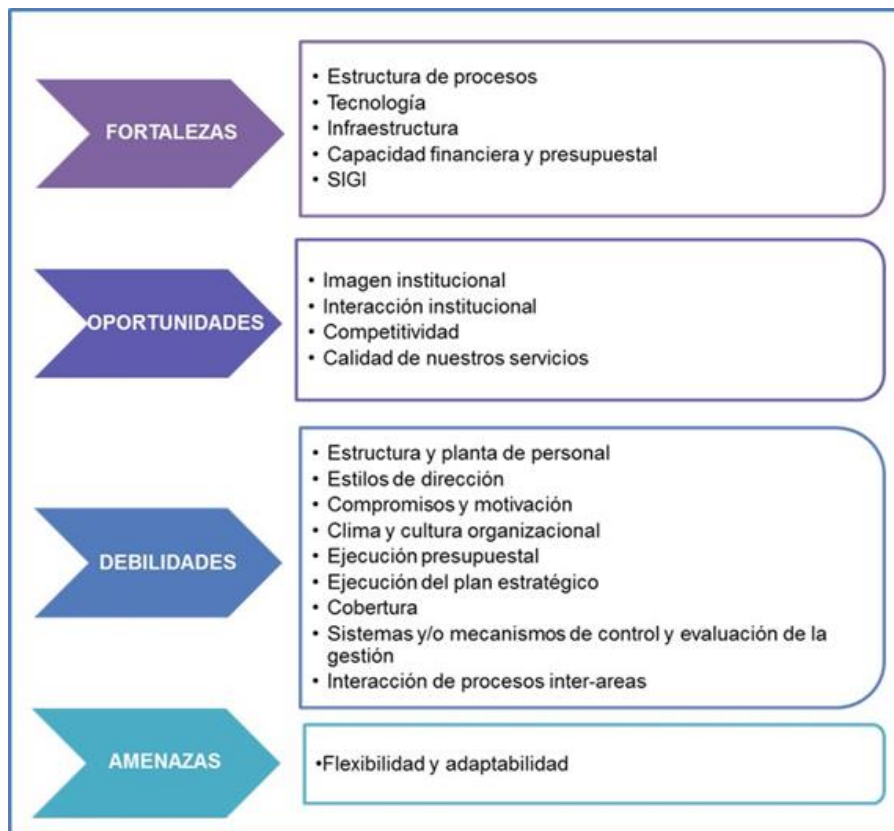 FORTALEZAS
• Estructura de procesos
• Tecnología
• Infraestructura
• Capacidad financiera y presupuestal
• SIGI
OPORTUNIDADES
• Imagen institucional
• Interacción institucional
• Competitividad
• Calidad de nuestros servicios
DEBILIDADES
• Estructura y planta de personal
• Estilos de dirección
• Compromisos y motivación
• Clima y cultura organizacional
• Ejecución presupuestal
• Ejecución del plan estratégico
• Cobertura
• Sistemas y/o mecanismos de control y evaluación de la
gestión
• Interacción de procesos inter-areas
AMENAZAS
•Flexibilidad y adaptabilidad